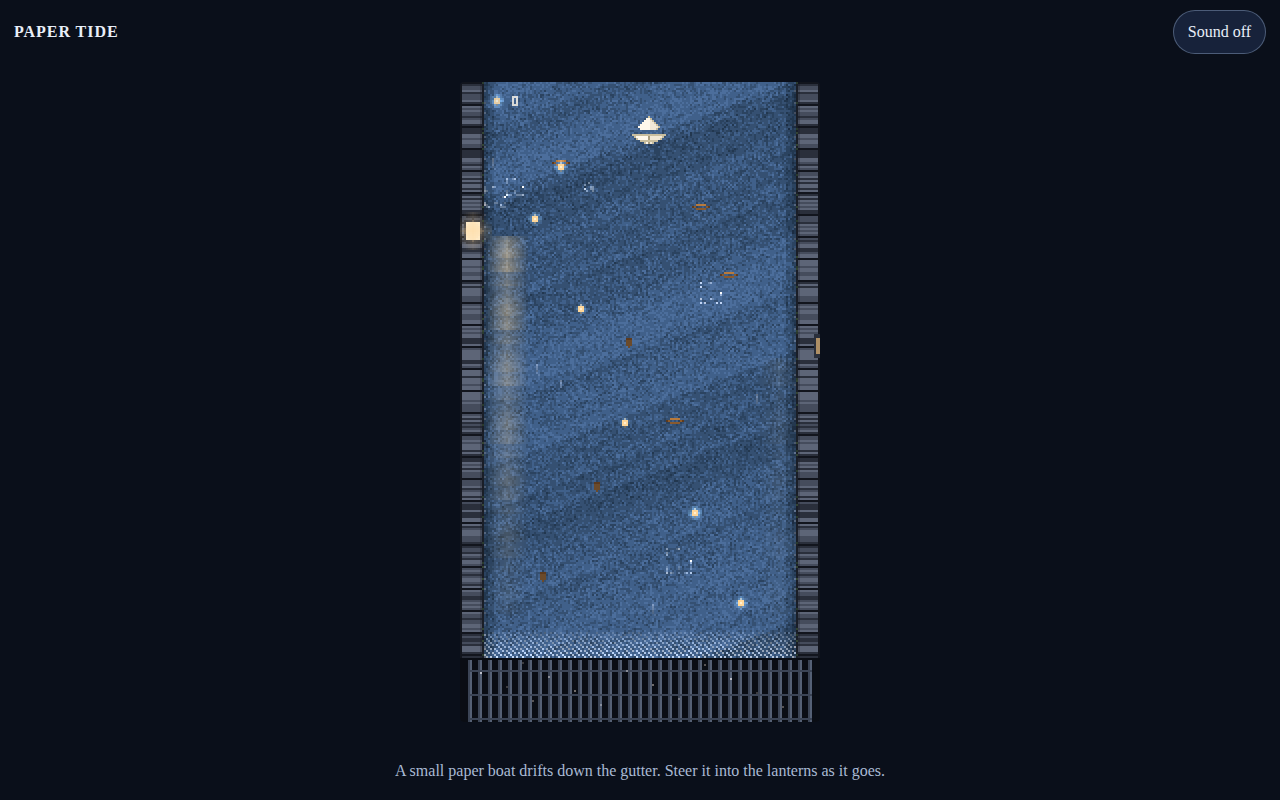 PAPER TIDE
Sound off
0
A small paper boat drifts down the gutter. Steer it into the lanterns as it goes.